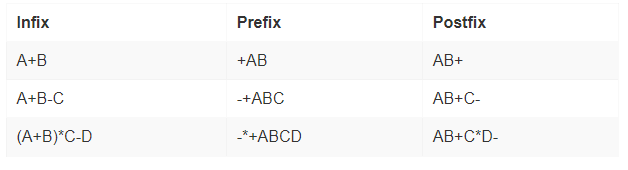 Infix Prefix Postfix
A+B +AB AB+
A+B-C -+ABC AB+C-
(A+B)*C-D -*+ABCD AB+C*D-